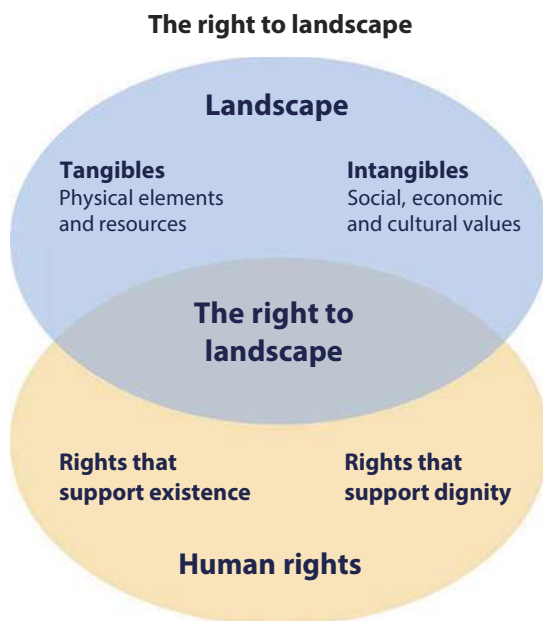 The right to landscape
Landscape
Tangibles
Physical elements
and resources
Intangibles
Social, economic
and cultural values
The right to
landscape
Rights that
support existence
Rights that
support dignity
Human rights